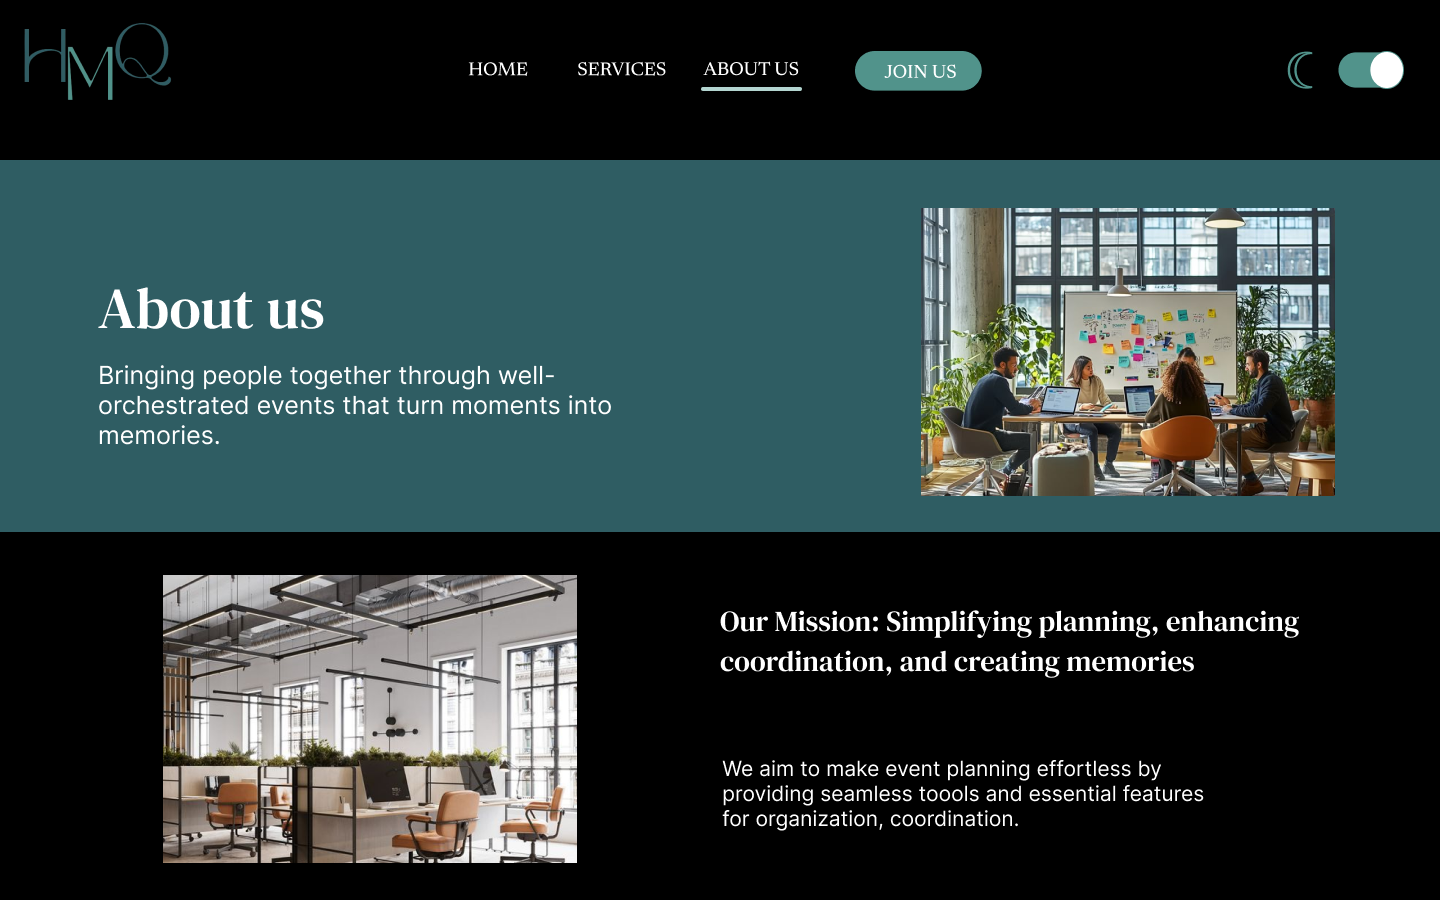 HMQ
HOME
SERVICES
ABOUT US
JOIN US
About us
Bringing people together through well-
orchestrated events that turn moments into
memories.
Our Mission: Simplifying planning, enhancing
coordination, and creating memories
We aim to make event planning effortless by
providing seamless toools and essential features
for organization, coordination.